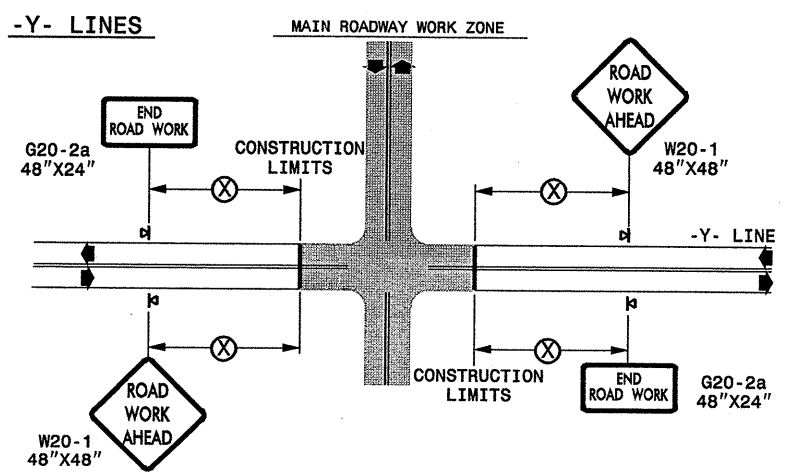 -Y- LINES
MAIN ROADWAY WORK ZONE
END
ROAD WORK
G20-2a
48"X24"
CONSTRUCTION
LIMITS
X
ROAD
WORK
AHEAD
W20-1
48"X48"
X
-Y- LINE
X
ROAD
WORK
AHEAD
W20-1
48"X48"
CONSTRUCTION
LIMITS
X
END
ROAD WORK
G20-2a
48"X24"